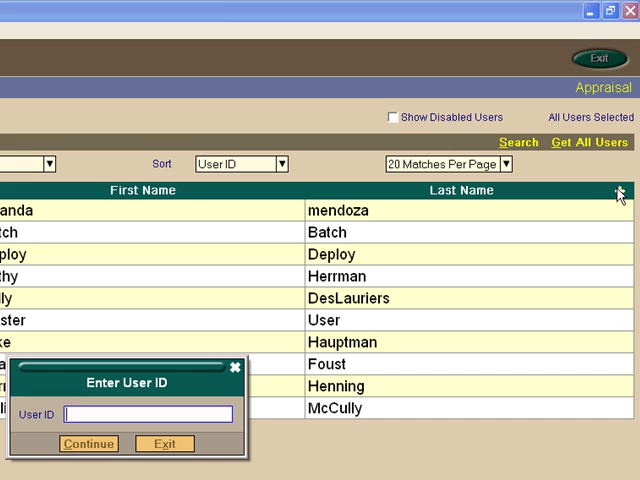 Exit
Appraisal
Show Disabled Users All Users Selected
Search Get All Users
Sort User ID 20 Matches Per Page
First Name Last Name
anda mendoza
tch Batch
ploy Deploy
thy Herrman
lly DesLauriers
ster User
ke Hauptman
Foust
Henning
McCully
Enter User ID
User ID
Continue Exit